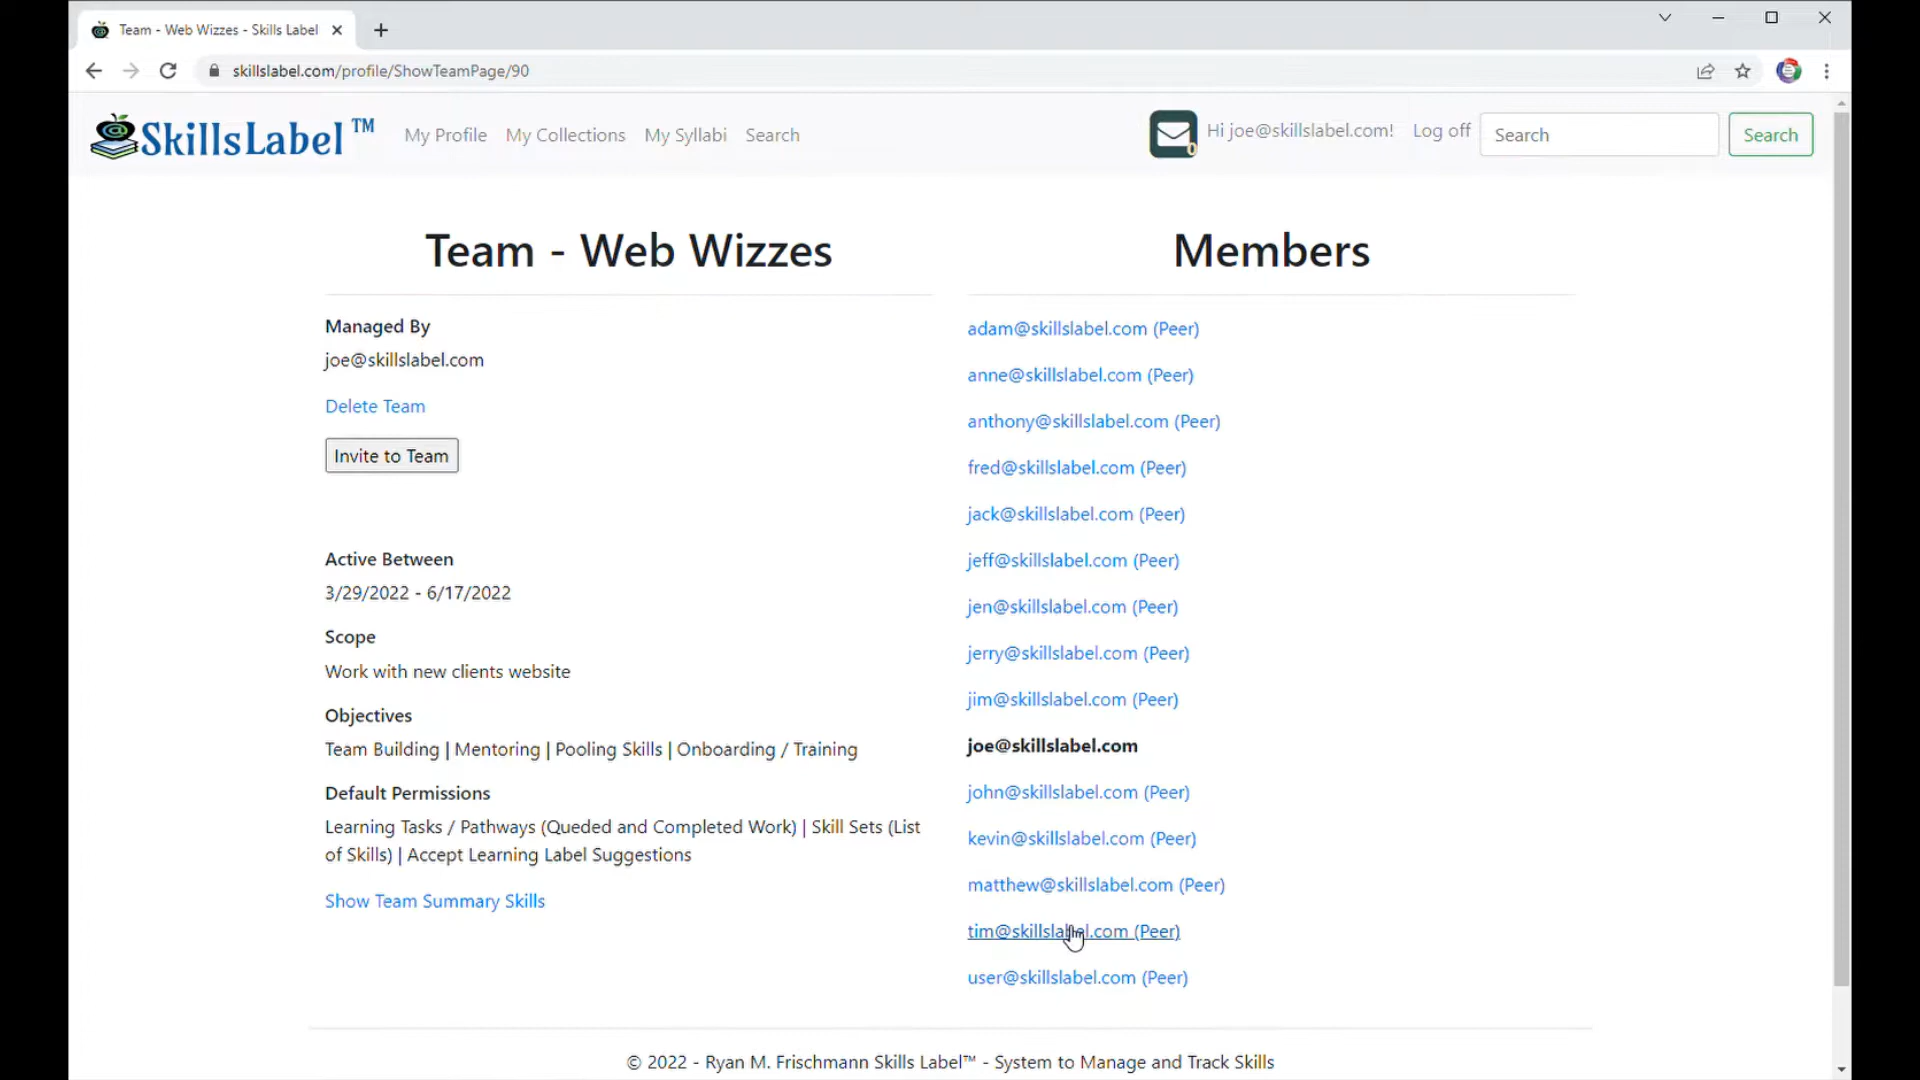 Team - Web Wizzes - Skills Label
skillslabel.com/profile/ShowTeamPage/90
SkillsLabel ™
My Profile
My Collections
My Syllabi
Search
0
Hi joe@skillslabel.com!
Log off
Search
Search
Team - Web Wizzes
Managed By
joe@skillslabel.com
Delete Team
Invite to Team
Active Between
3/29/2022 - 6/17/2022
Scope
Work with new clients website
Objectives
Team Building | Mentoring | Pooling Skills | Onboarding / Training
Default Permissions
Learning Tasks / Pathways (Queded and Completed Work) | Skill Sets (List
of Skills) | Accept Learning Label Suggestions
Show Team Summary Skills
Members
adam@skillslabel.com (Peer)
anne@skillslabel.com (Peer)
anthony@skillslabel.com (Peer)
fred@skillslabel.com (Peer)
jack@skillslabel.com (Peer)
jeff@skillslabel.com (Peer)
jen@skillslabel.com (Peer)
jerry@skillslabel.com (Peer)
jim@skillslabel.com (Peer)
joe@skillslabel.com
john@skillslabel.com (Peer)
kevin@skillslabel.com (Peer)
matthew@skillslabel.com (Peer)
tim@skillslabel.com (Peer)
user@skillslabel.com (Peer)
© 2022 - Ryan M. Frischmann Skills Label™ - System to Manage and Track Skills